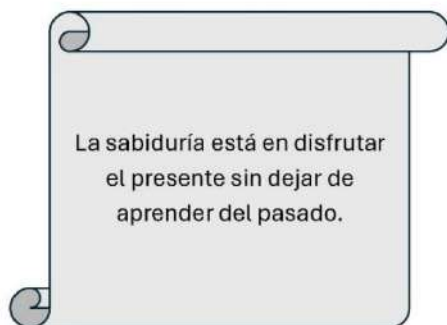 La sabiduría está en disfrutar
el presente sin dejar de
aprender del pasado.